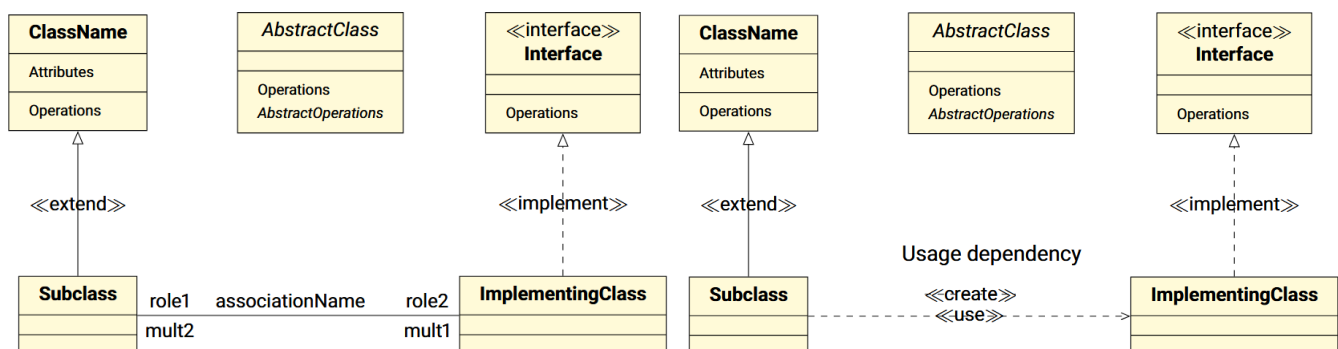 ClassName
Attributes
Operations
AbstractClass
Operations
AbstractOperations
≪interface≫
Interface
Operations
≪extend≫
≪implement≫
Subclass
role1 associationName role2
mult2 mult1
ImplementingClass
ClassName
Attributes
Operations
AbstractClass
Operations
AbstractOperations
≪interface≫
Interface
Operations
≪extend≫
≪implement≫
Usage dependency
Subclass
≪create≫
≪use≫
ImplementingClass